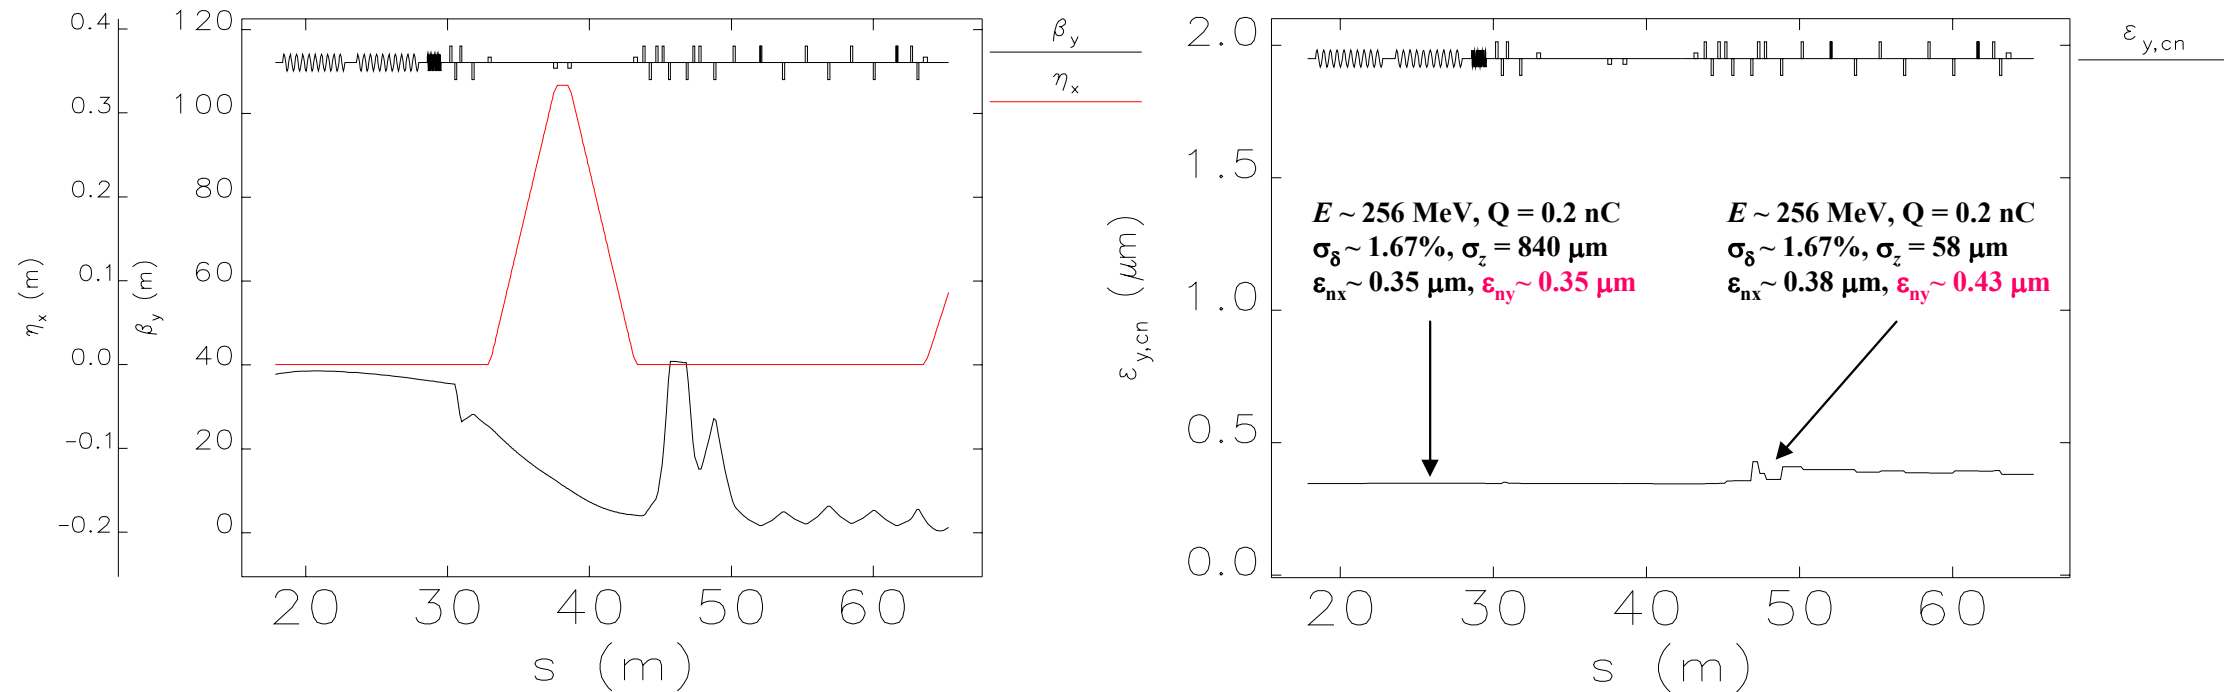 0.4
0.3
0.2
0.1
0.0
-0.1
-0.2
η_x (m)
120
100
80
60
40
20
0
β_y (m)
20 30 40 50 60
s (m)
β_y
η_x
2.0
1.5
1.0
0.5
0.0
ε_y,cn (μm)
E ~ 256 MeV, Q = 0.2 nC
σ_δ ~ 1.67%, σ_z = 840 μm
ε_nx ~ 0.35 μm, ε_ny ~ 0.35 μm
E ~ 256 MeV, Q = 0.2 nC
σ_δ ~ 1.67%, σ_z = 58 μm
ε_nx ~ 0.38 μm, ε_ny ~ 0.43 μm
20 30 40 50 60
s (m)
ε_y,cn